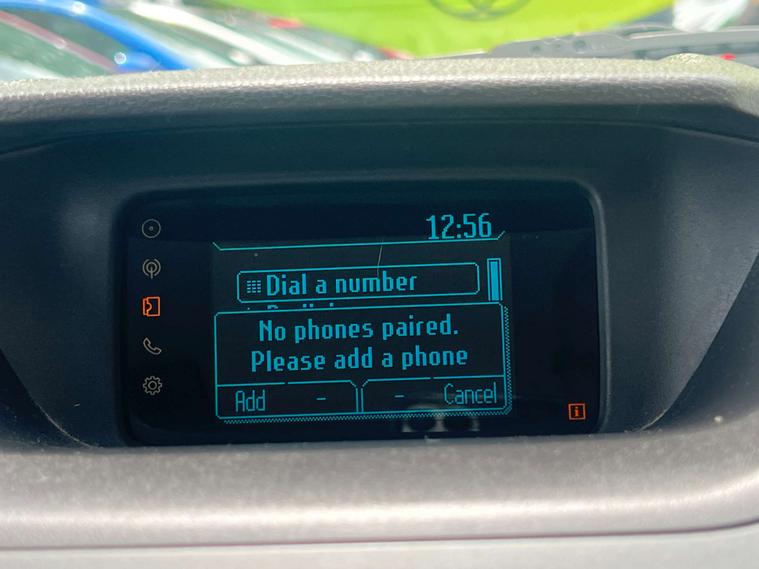 12:56
Dial a number
No phones paired.
Please add a phone
Add - - Cancel
i